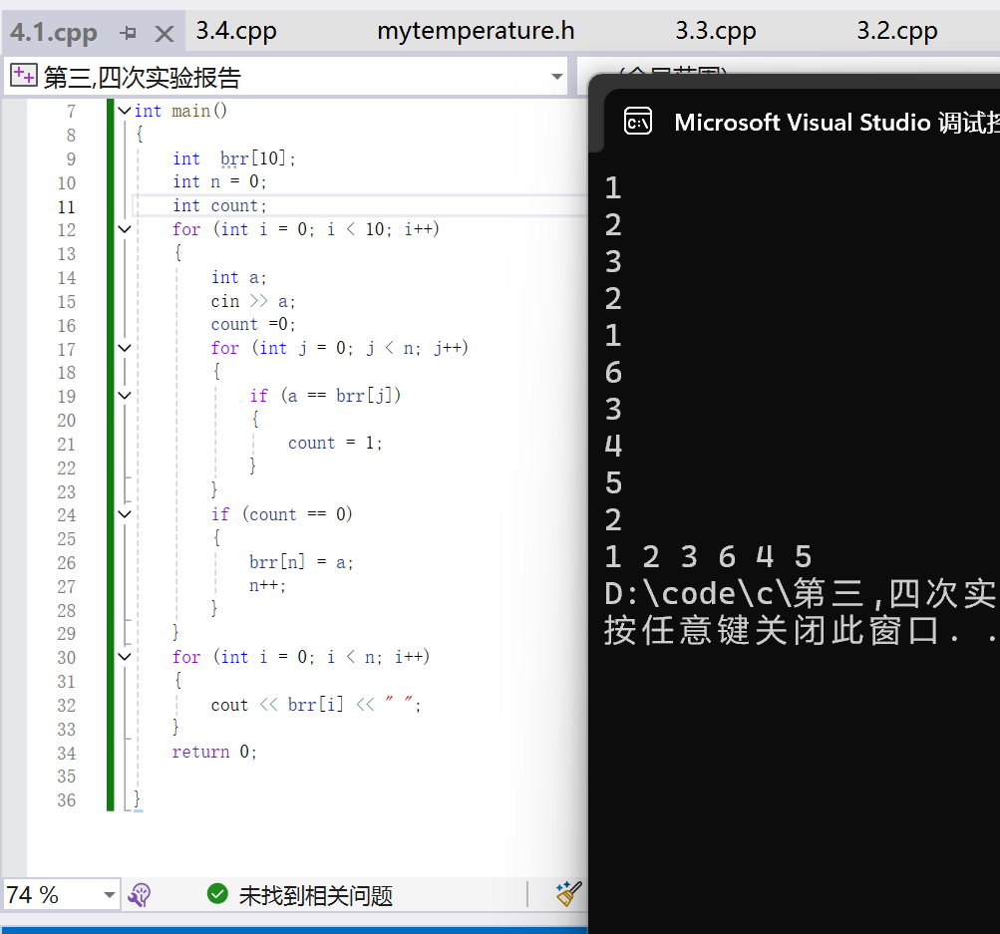 4.1.cpp 3.4.cpp mytemperature.h 3.3.cpp 3.2.cpp
第三,四次实验报告
7 int main()
8 {
9 int brr[10];
10 int n = 0;
11 int count;
12 for (int i = 0; i < 10; i++)
13 {
14 int a;
15 cin >> a;
16 count =0;
17 for (int j = 0; j < n; j++)
18 {
19 if (a == brr[j])
20 {
21 count = 1;
22 }
23 }
24 if (count == 0)
25 {
26 brr[n] = a;
27 n++;
28 }
29 }
30 for (int i = 0; i < n; i++)
31 {
32 cout << brr[i] << " ";
33 }
34 return 0;
35
36 }
74 % 未找到相关问题
Microsoft Visual Studio 调试控
1
2
3
2
1
6
3
4
5
2
1 2 3 6 4 5
D:\code\c\第三,四次实
按任意键关闭此窗口. .